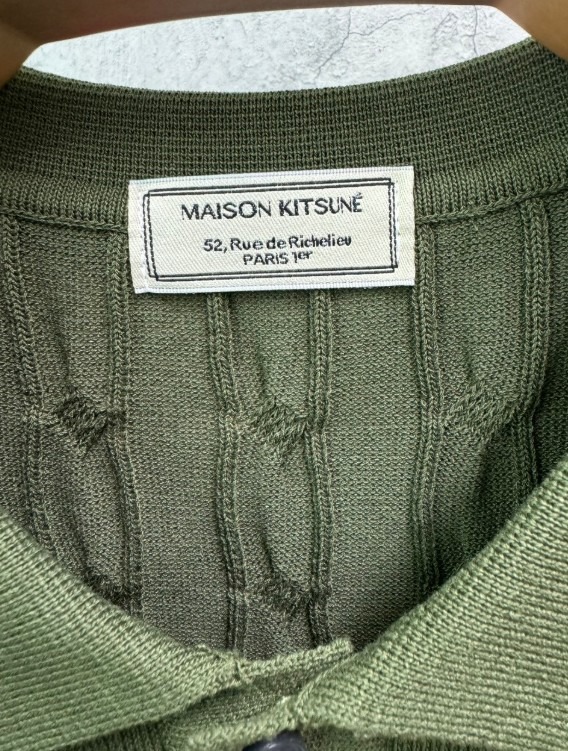 MAISON KITSUNÉ
52, Rue de Richelieu
PARIS 1er